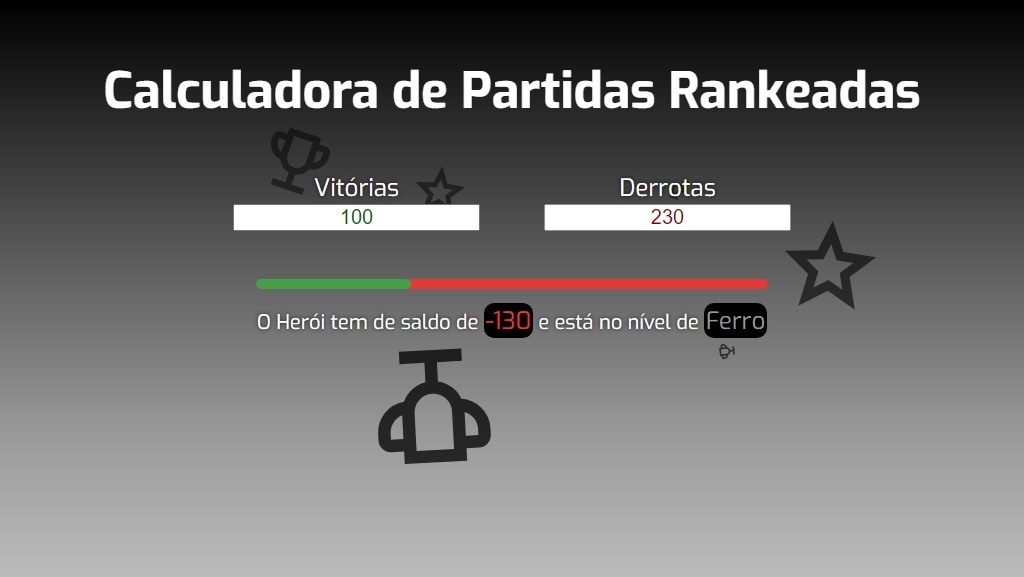 Calculadora de Partidas Rankeadas
Vitórias Derrotas
100 230
O Herói tem de saldo de -130 e está no nível de Ferro